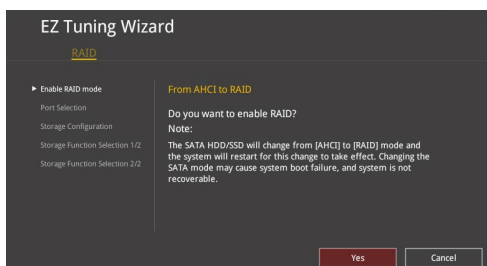 EZ Tuning Wizard
RAID
Enable RAID mode
Port Selection
Storage Configuration
Storage Function Selection 1/2
Storage Function Selection 2/2
From AHCI to RAID
Do you want to enable RAID?
Note:
The SATA HDD/SSD will change from [AHCI] to [RAID] mode and
the system will restart for this change to take effect. Changing the
SATA mode may cause system boot failure, and system is not
recoverable.
Yes
Cancel